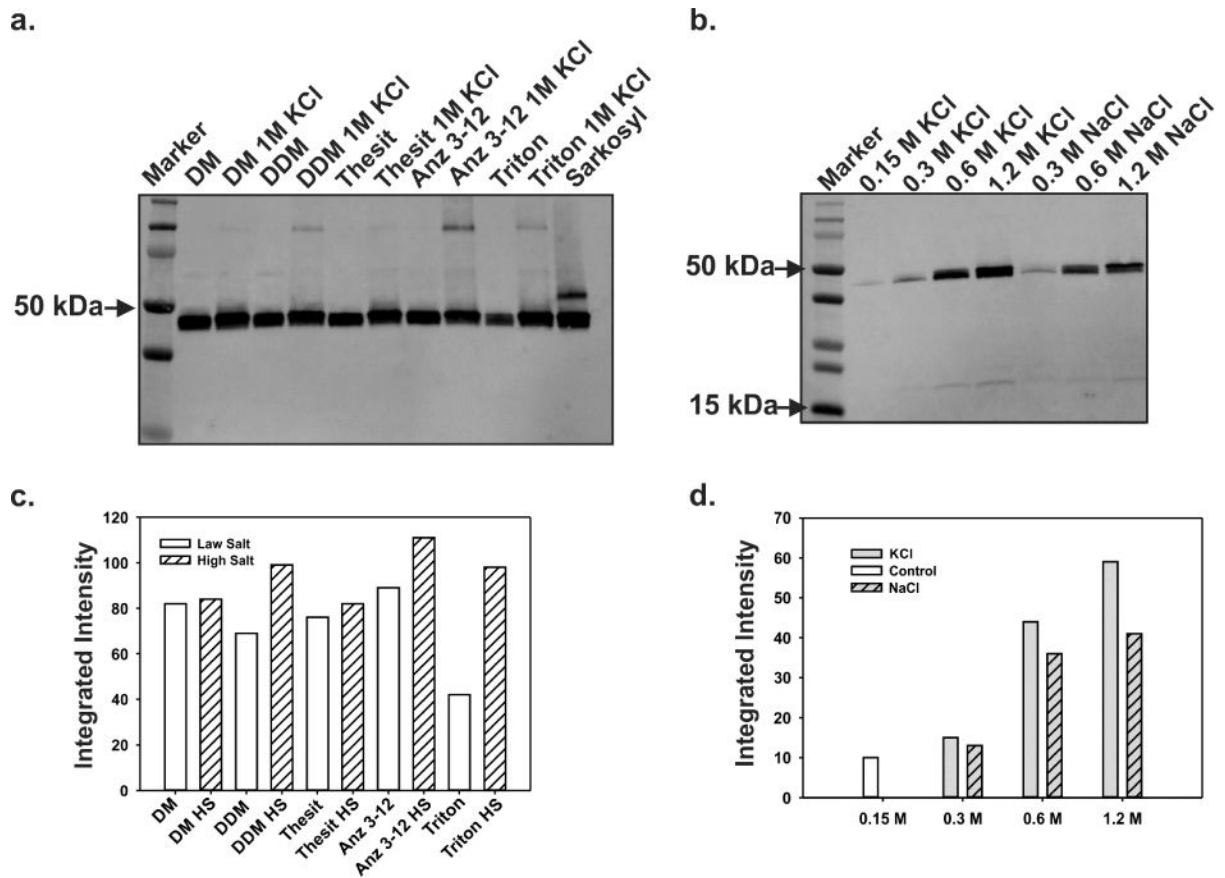 a.
Marker
DM
DM 1M KCl
DDM
DDM 1M KCl
Thesit
Thesit 1M KCl
Anz 3-12
Anz 3-12 1M KCl
Triton
Triton 1M KCl
Sarkosyl
50 kDa
b.
Marker
0.15 M KCl
0.3 M KCl
0.6 M KCl
1.2 M KCl
0.3 M NaCl
0.6 M NaCl
1.2 M NaCl
50 kDa
15 kDa
c.
Integrated Intensity
120
100
80
60
40
20
0
Law Salt
High Salt
DM
DM HS
DDM
DDM HS
Thesit
Thesit HS
Anz 3-12
Anz 3-12 HS
Triton
Triton HS
d.
Integrated Intensity
70
60
50
40
30
20
10
0
KCl
Control
NaCl
0.15 M
0.3 M
0.6 M
1.2 M